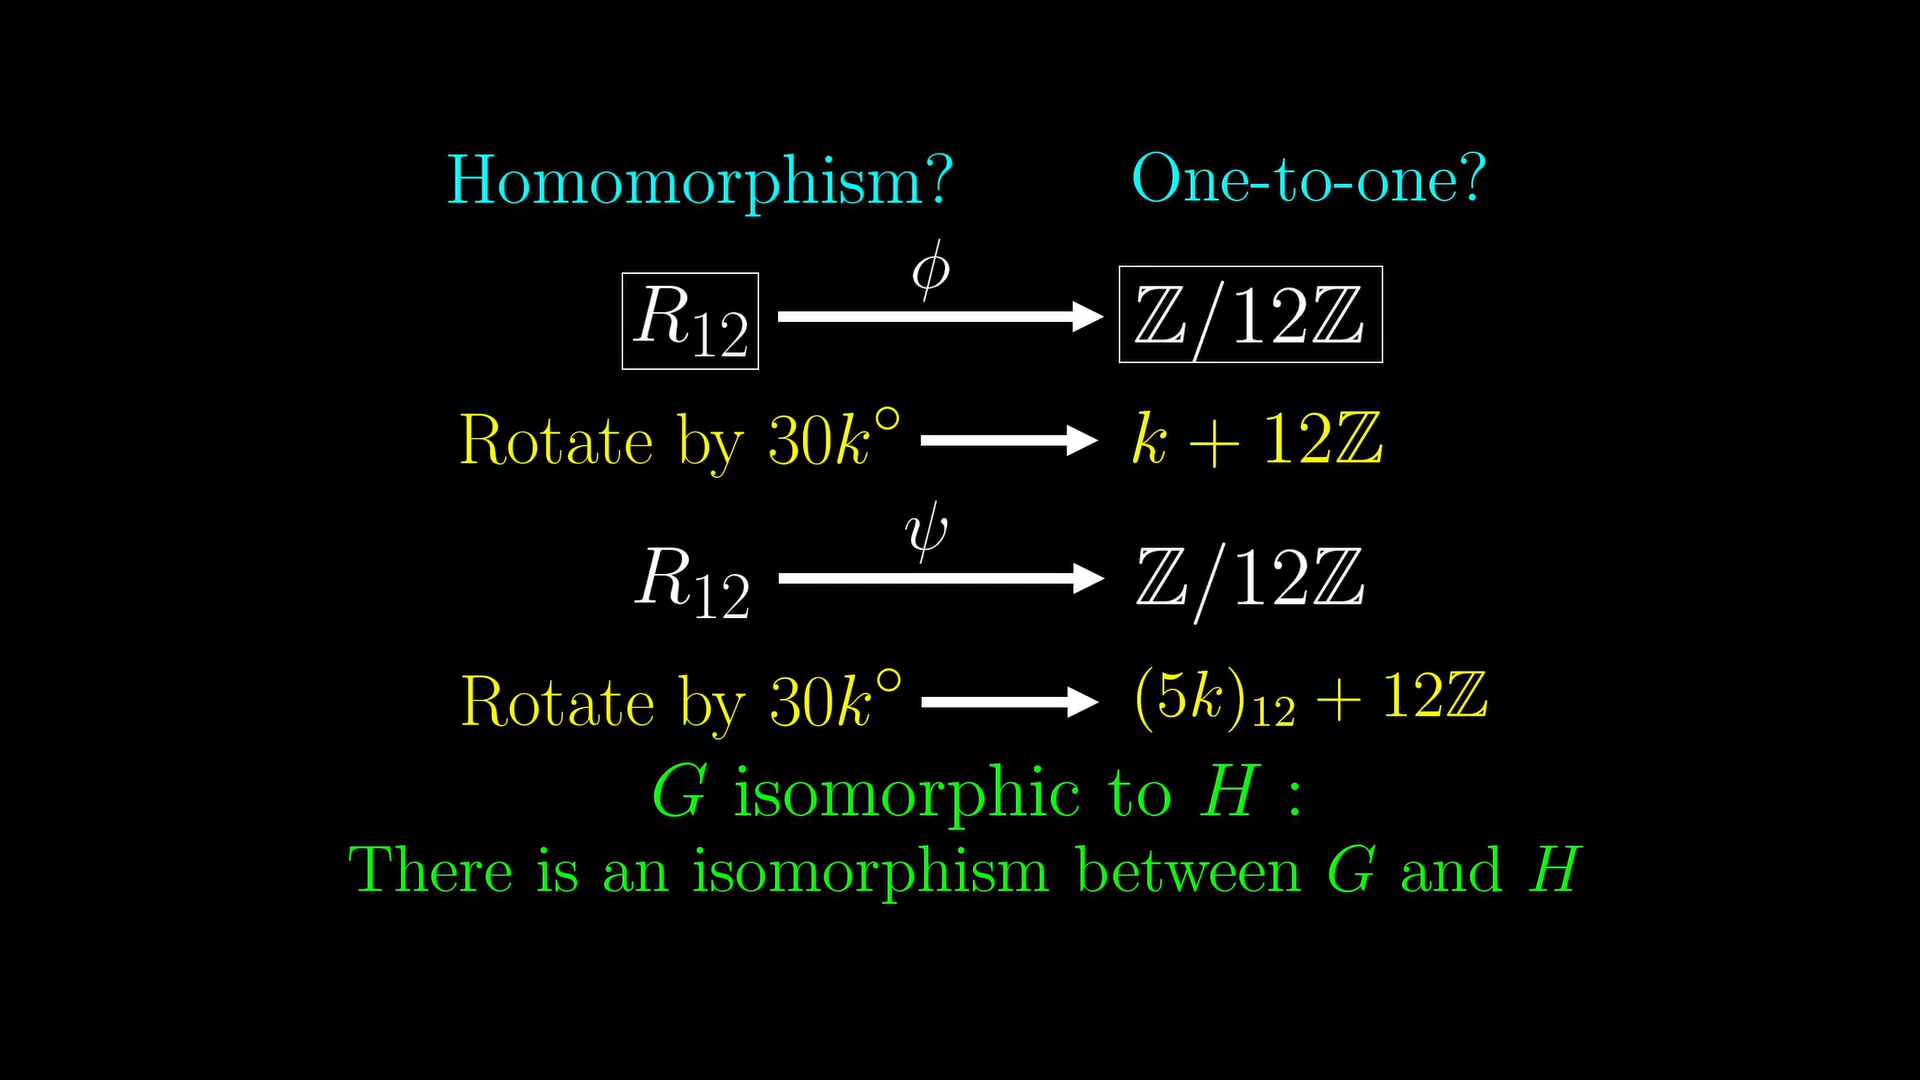 Homomorphism? One-to-one?
ϕ
R₁₂ ℤ/12ℤ
Rotate by 30k° k + 12ℤ
ψ
R₁₂ ℤ/12ℤ
Rotate by 30k° (5k)₁₂ + 12ℤ
G isomorphic to H :
There is an isomorphism between G and H